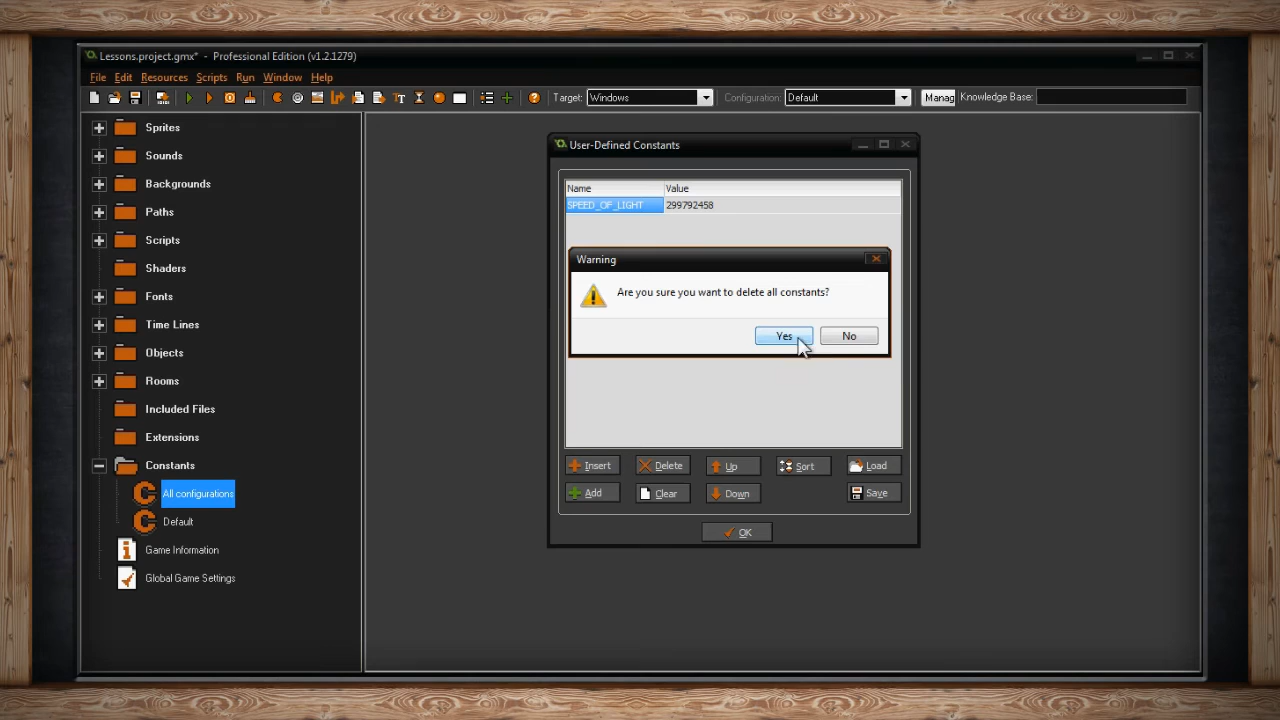 Lessons.project.gmx* - Professional Edition (v1.2.1279)
File Edit Resources Scripts Run Window Help
Target: Windows Configuration: Default Manag Knowledge Base:
Sprites
Sounds
Backgrounds
Paths
Scripts
Shaders
Fonts
Time Lines
Objects
Rooms
Included Files
Extensions
Constants
All configurations
Default
Game Information
Global Game Settings
User-Defined Constants
Name Value
SPEED_OF_LIGHT 299792458
Warning
Are you sure you want to delete all constants?
Yes No
Insert Delete Up Sort Load
Add Clear Down Save
OK